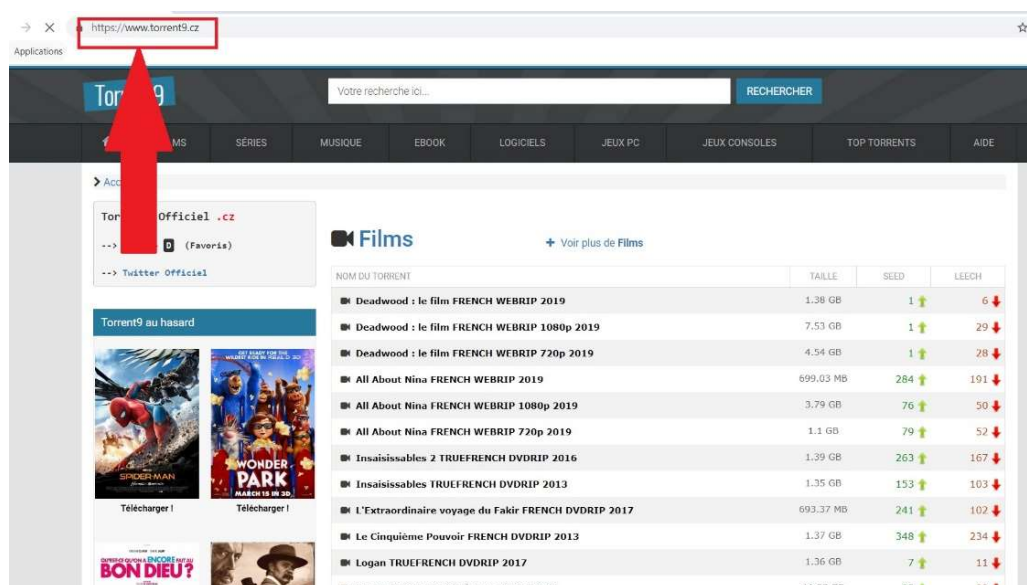 https://www.torrent9.cz
Applications
Votre recherche ici...
RECHERCHER
SÉRIES
MUSIQUE
EBOOK
LOGICIELS
JEUX PC
JEUX CONSOLES
TOP TORRENTS
AIDE
Officiel .cz
--> D (Favoris)
--> Twitter Officiel
Films
+ Voir plus de Films
NOM DU TORRENT TAILLE SEED LEECH
Deadwood : le film FRENCH WEBRIP 2019 1.38 GB 1 6
Deadwood : le film FRENCH WEBRIP 1080p 2019 7.53 GB 1 29
Deadwood : le film FRENCH WEBRIP 720p 2019 4.54 GB 1 28
All About Nina FRENCH WEBRIP 2019 699.03 MB 284 191
All About Nina FRENCH WEBRIP 1080p 2019 3.79 GB 76 50
All About Nina FRENCH WEBRIP 720p 2019 1.1 GB 79 52
Insaisissables 2 TRUEFRENCH DVDRIP 2016 1.39 GB 263 167
Insaisissables TRUEFRENCH DVDRIP 2013 1.35 GB 153 103
L'Extraordinaire voyage du Fakir FRENCH DVDRIP 2017 693.37 MB 241 102
Le Cinquième Pouvoir FRENCH DVDRIP 2013 1.37 GB 348 234
Logan TRUEFRENCH DVDRIP 2017 1.36 GB 7 11
Torrent9 au hasard
SPIDER-MAN
WONDER
PARK
MARCH 15 IN 3D
Télécharger !
Télécharger !
BON DIEU?